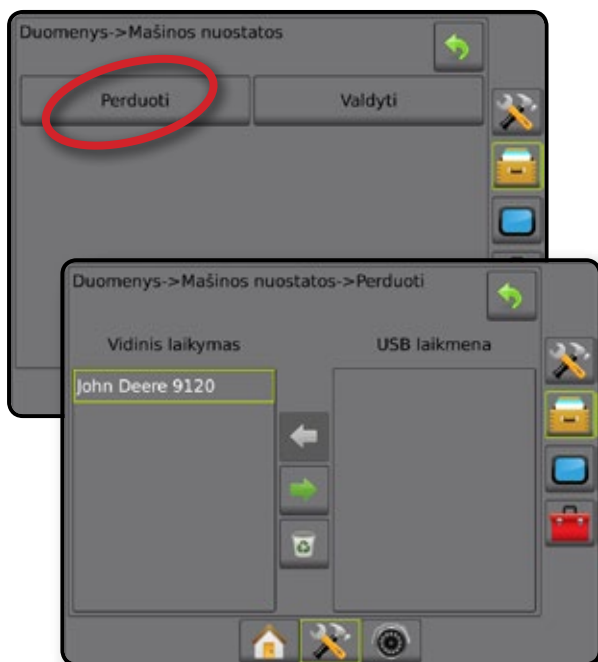 Duomenys->Mašinos nuostatos
Perduoti Valdyti
Duomenys->Mašinos nuostatos->Perduoti
Vidinis laikymas USB laikmena
John Deere 9120